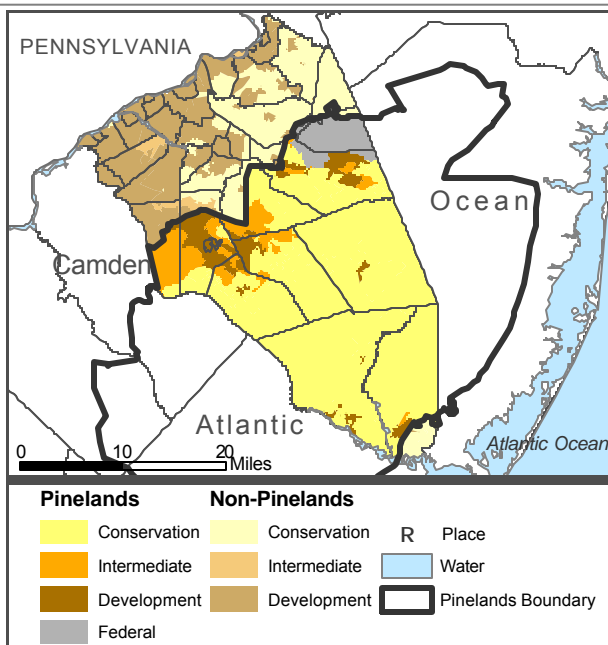 PENNSYLVANIA
Ocean
Camden
Atlantic
Atlantic Ocean
0 10 20
Miles
Pinelands Non-Pinelands
Conservation Conservation R Place
Intermediate Intermediate Water
Development Development Pinelands Boundary
Federal